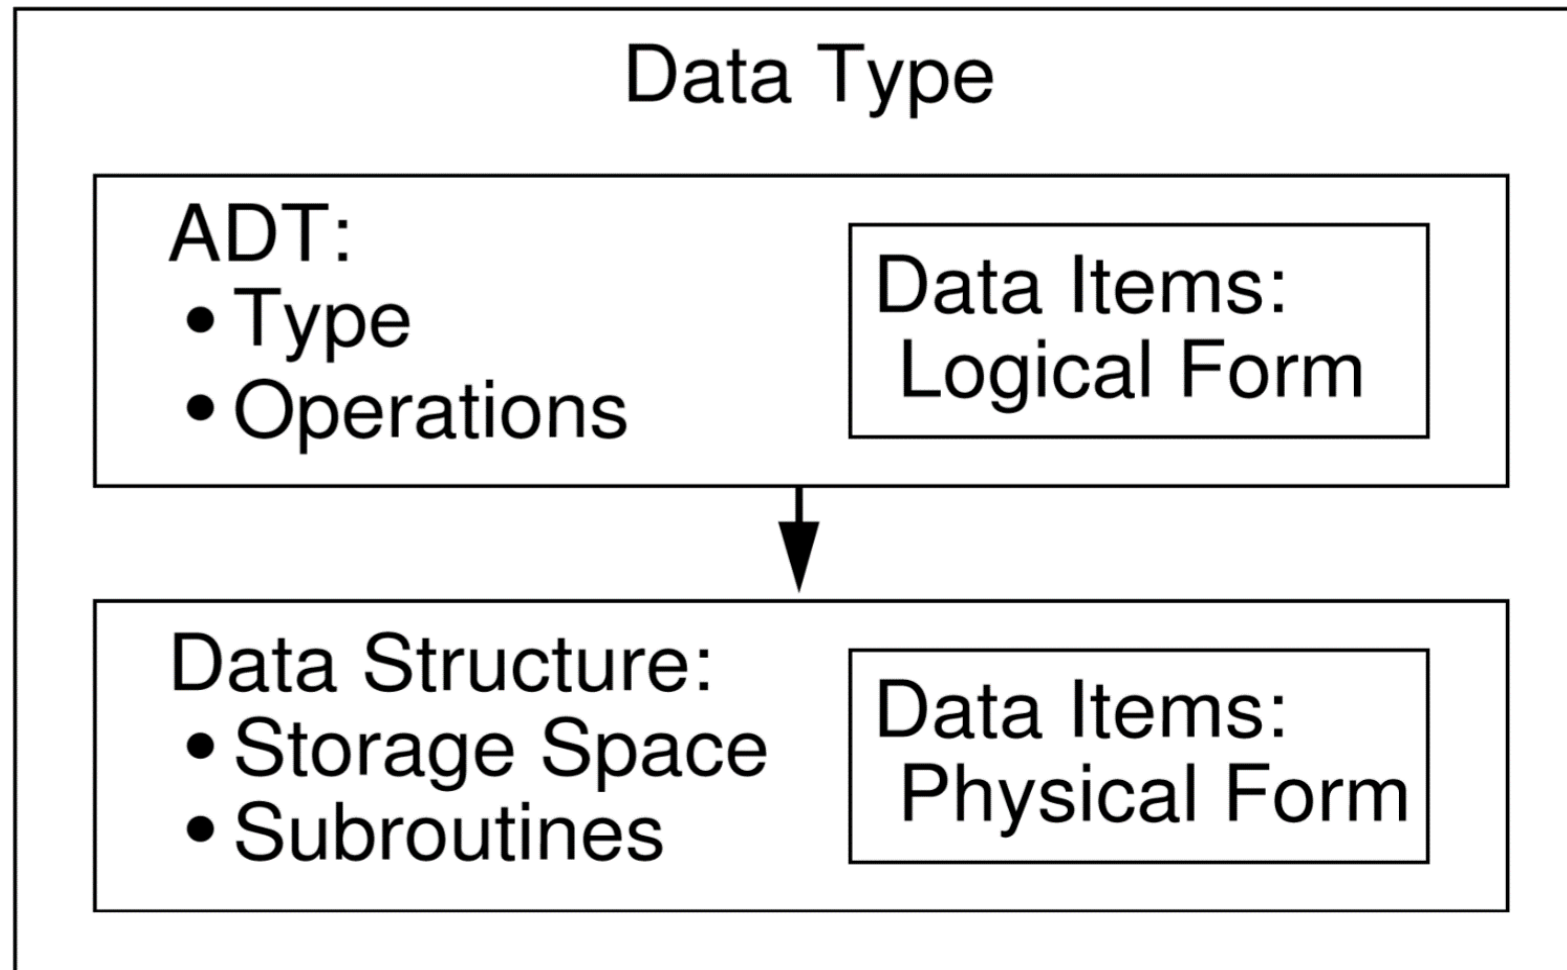 Data Type
ADT:
• Type
• Operations
Data Items:
Logical Form
Data Structure:
• Storage Space
• Subroutines
Data Items:
Physical Form